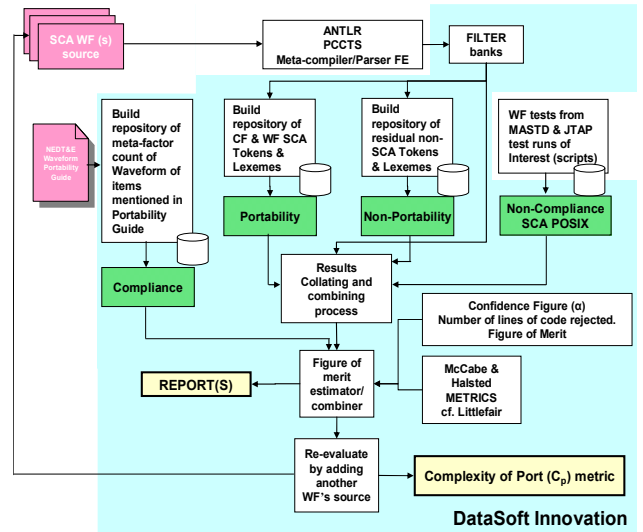 SCA WF (s)
source
ANTLR
PCCTS
Meta-compiler/Parser FE
FILTER
banks
NEDT&E
Waveform
Portability
Guide
Build
repository of
meta-factor
count of
Waveform of
items
mentioned in
Portability
Guide
Build
repository of
CF & WF SCA
Tokens
& Lexemes
Build
repository of
residual non-
SCA Tokens
& Lexemes
WF tests from
MASTD & JTAP
test runs of
Interest (scripts)
Portability
Non-Portability
Non-Compliance
SCA POSIX
Compliance
Results
Collating and
combining
process
Confidence Figure (α)
Number of lines of code rejected.
Figure of Merit
REPORT(S)
Figure of
merit
estimator/
combiner
McCabe &
Halsted
METRICS
cf. Littlefair
Re-evaluate
by adding
another
WF's source
Complexity of Port (Cp) metric
DataSoft Innovation